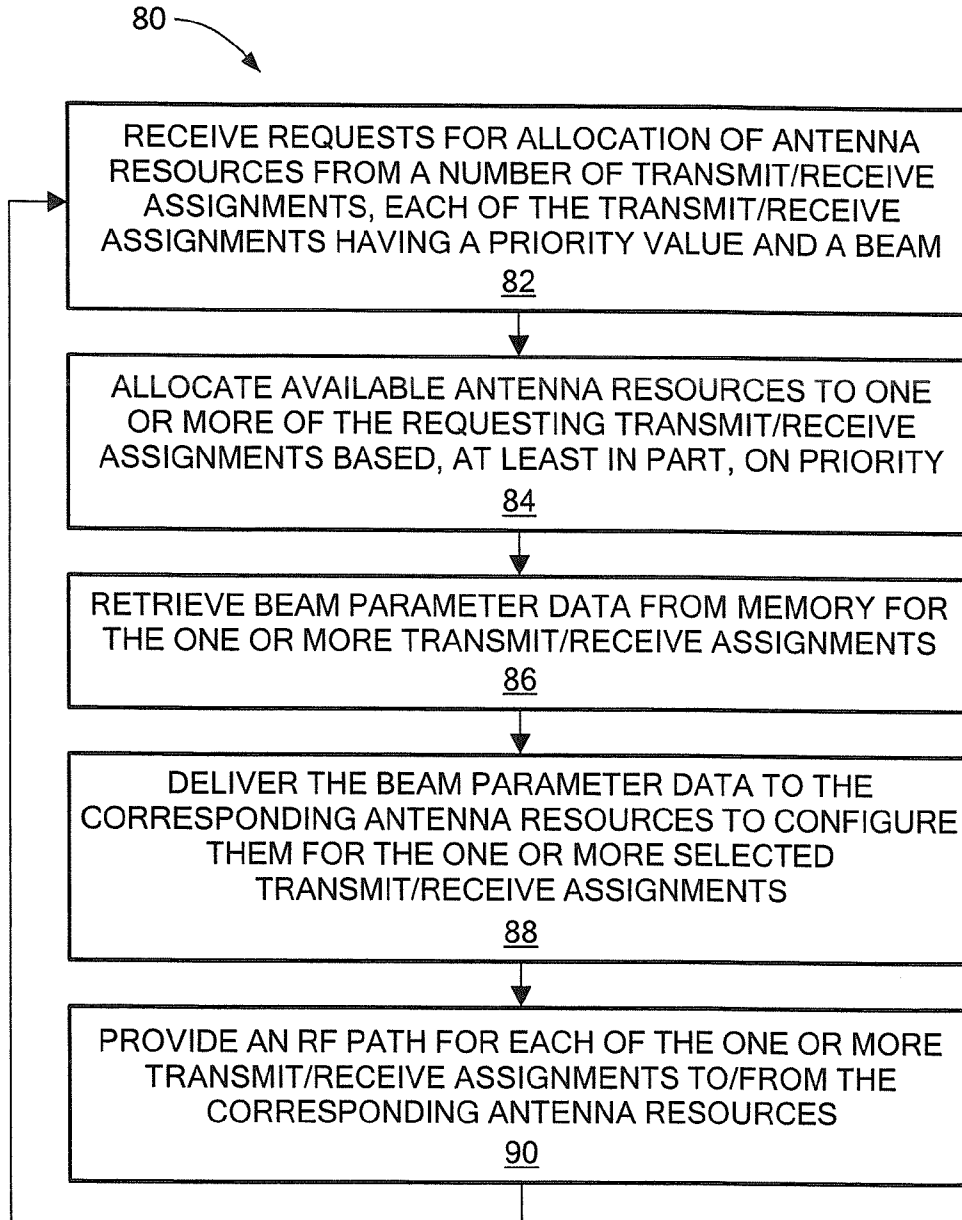 80
RECEIVE REQUESTS FOR ALLOCATION OF ANTENNA
RESOURCES FROM A NUMBER OF TRANSMIT/RECEIVE
ASSIGNMENTS, EACH OF THE TRANSMIT/RECEIVE
ASSIGNMENTS HAVING A PRIORITY VALUE AND A BEAM
82
ALLOCATE AVAILABLE ANTENNA RESOURCES TO ONE
OR MORE OF THE REQUESTING TRANSMIT/RECEIVE
ASSIGNMENTS BASED, AT LEAST IN PART, ON PRIORITY
84
RETRIEVE BEAM PARAMETER DATA FROM MEMORY FOR
THE ONE OR MORE TRANSMIT/RECEIVE ASSIGNMENTS
86
DELIVER THE BEAM PARAMETER DATA TO THE
CORRESPONDING ANTENNA RESOURCES TO CONFIGURE
THEM FOR THE ONE OR MORE SELECTED
TRANSMIT/RECEIVE ASSIGNMENTS
88
PROVIDE AN RF PATH FOR EACH OF THE ONE OR MORE
TRANSMIT/RECEIVE ASSIGNMENTS TO/FROM THE
CORRESPONDING ANTENNA RESOURCES
90